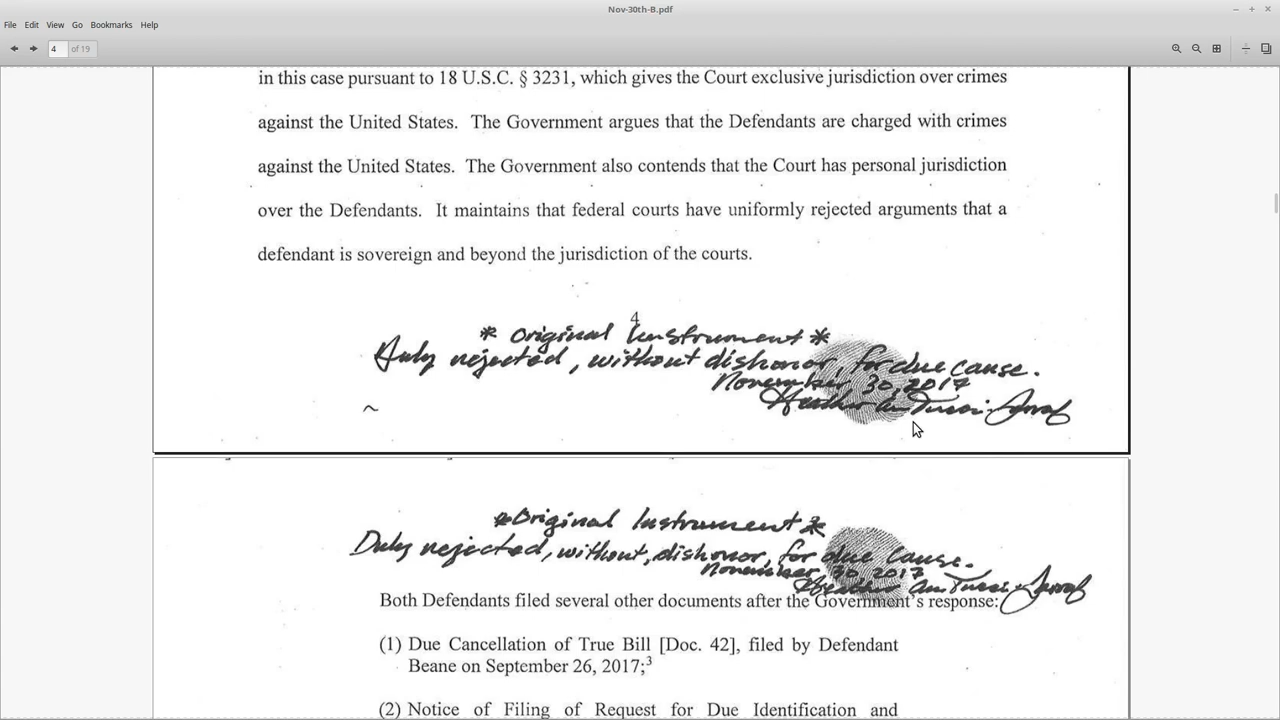 Nov-30th-B.pdf
File Edit View Go Bookmarks Help
4 of 19
in this case pursuant to 18 U.S.C. § 3231, which gives the Court exclusive jurisdiction over crimes
against the United States. The Government argues that the Defendants are charged with crimes
against the United States. The Government also contends that the Court has personal jurisdiction
over the Defendants. It maintains that federal courts have uniformly rejected arguments that a
defendant is sovereign and beyond the jurisdiction of the courts.
4
* Original Instrument *
Duly rejected, without dishonor, for due cause.
November 30, 2017
Heather
*Original Instrument*
Duly rejected, without, dishonor, for due cause.
November 30 2017
Heather
Both Defendants filed several other documents after the Government's response:
(1) Due Cancellation of True Bill [Doc. 42], filed by Defendant
Beane on September 26, 2017;3
(2) Notice of Filing of Request for Due Identification and